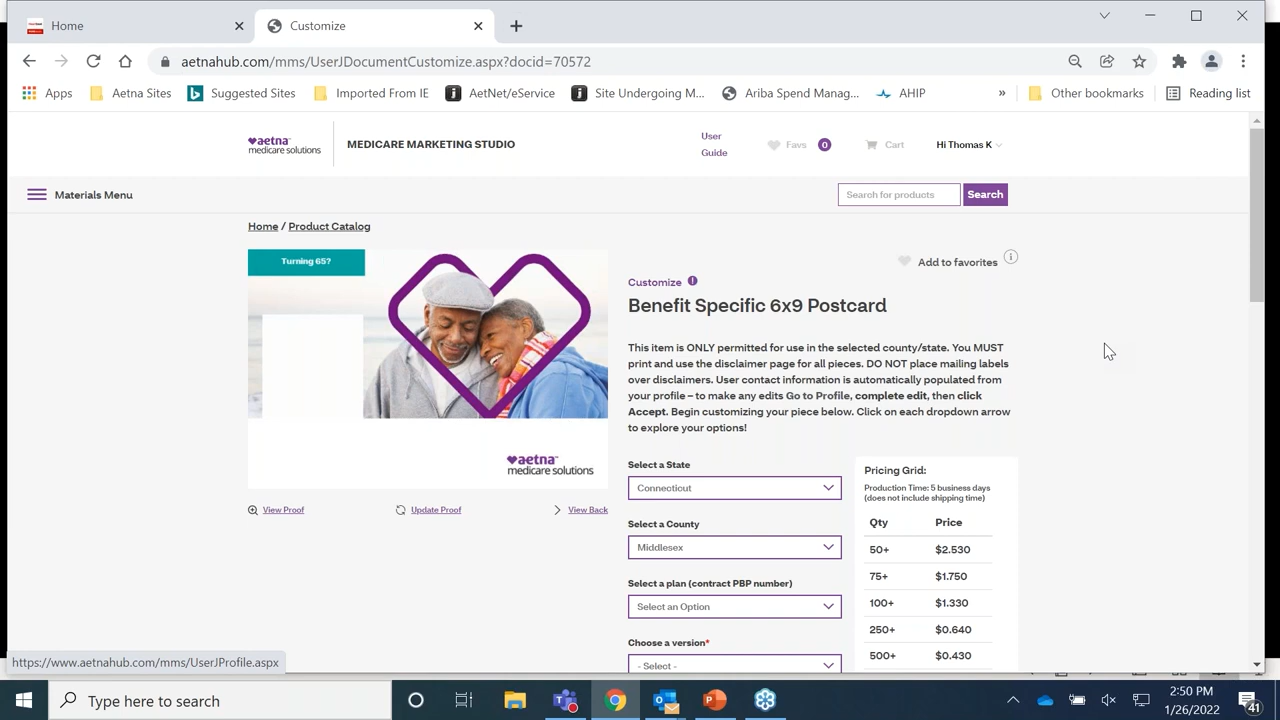 Home
Customize
aetnahub.com/mms/UserJDocumentCustomize.aspx?docid=70572
Apps
Aetna Sites
Suggested Sites
Imported From IE
AetNet/eService
Site Undergoing M...
Ariba Spend Manag...
AHIP
»
Other bookmarks
Reading list
aetna™
medicare solutions
MEDICARE MARKETING STUDIO
User
Guide
Favs
0
Cart
Hi Thomas K
Materials Menu
Search for products
Search
Home / Product Catalog
Turning 65?
aetna™
medicare solutions
View Proof
Update Proof
View Back
Add to favorites
Customize
Benefit Specific 6x9 Postcard
This item is ONLY permitted for use in the selected county/state. You MUST
print and use the disclaimer page for all pieces. DO NOT place mailing labels
over disclaimers. User contact information is automatically populated from
your profile – to make any edits Go to Profile, complete edit, then click
Accept. Begin customizing your piece below. Click on each dropdown arrow
to explore your options!
Select a State
Connecticut
Select a County
Middlesex
Select a plan (contract PBP number)
Select an Option
Choose a version*
- Select -
Pricing Grid:
Production Time: 5 business days
(does not include shipping time)
Qty Price
50+ $2.530
75+ $1.750
100+ $1.330
250+ $0.640
500+ $0.430
https://www.aetnahub.com/mms/UserJProfile.aspx
Type here to search
2:50 PM
1/26/2022
41